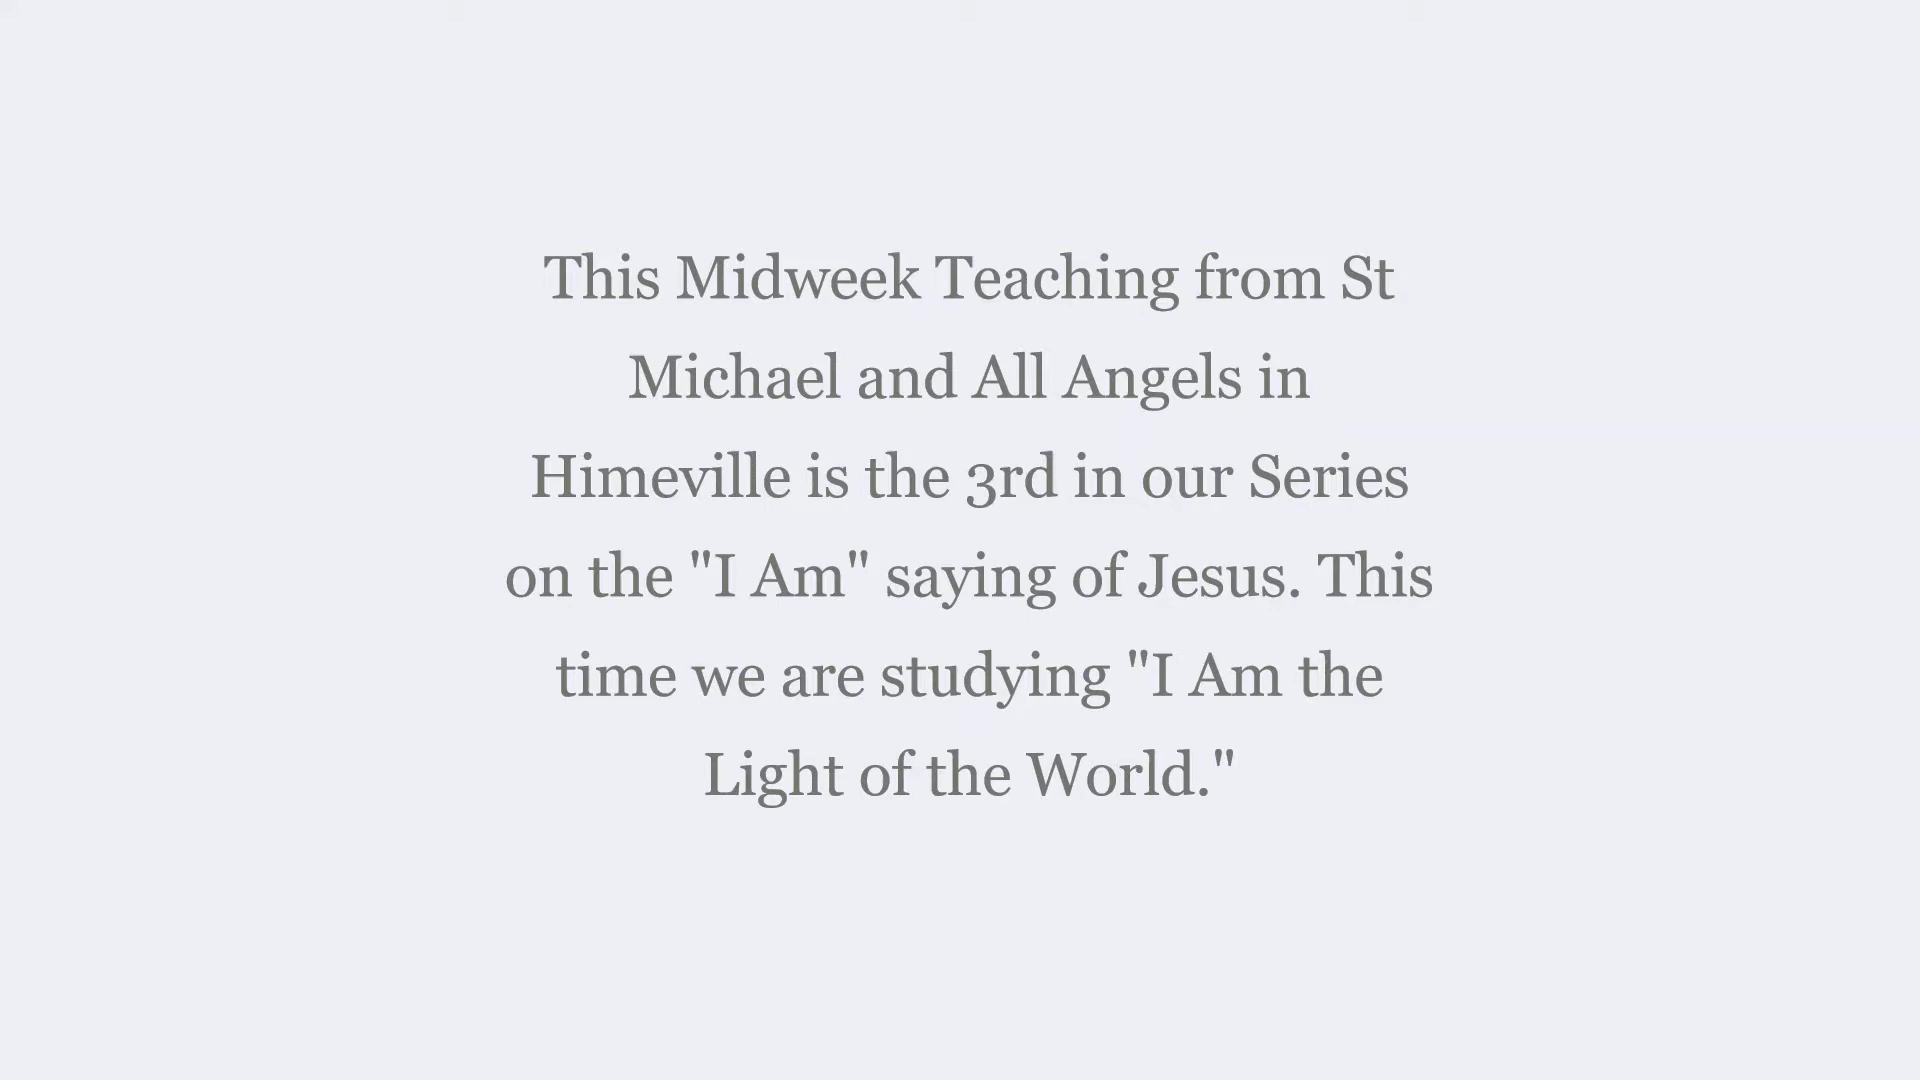 This Midweek Teaching from St
Michael and All Angels in
Himeville is the 3rd in our Series
on the "I Am" saying of Jesus. This
time we are studying "I Am the
Light of the World."